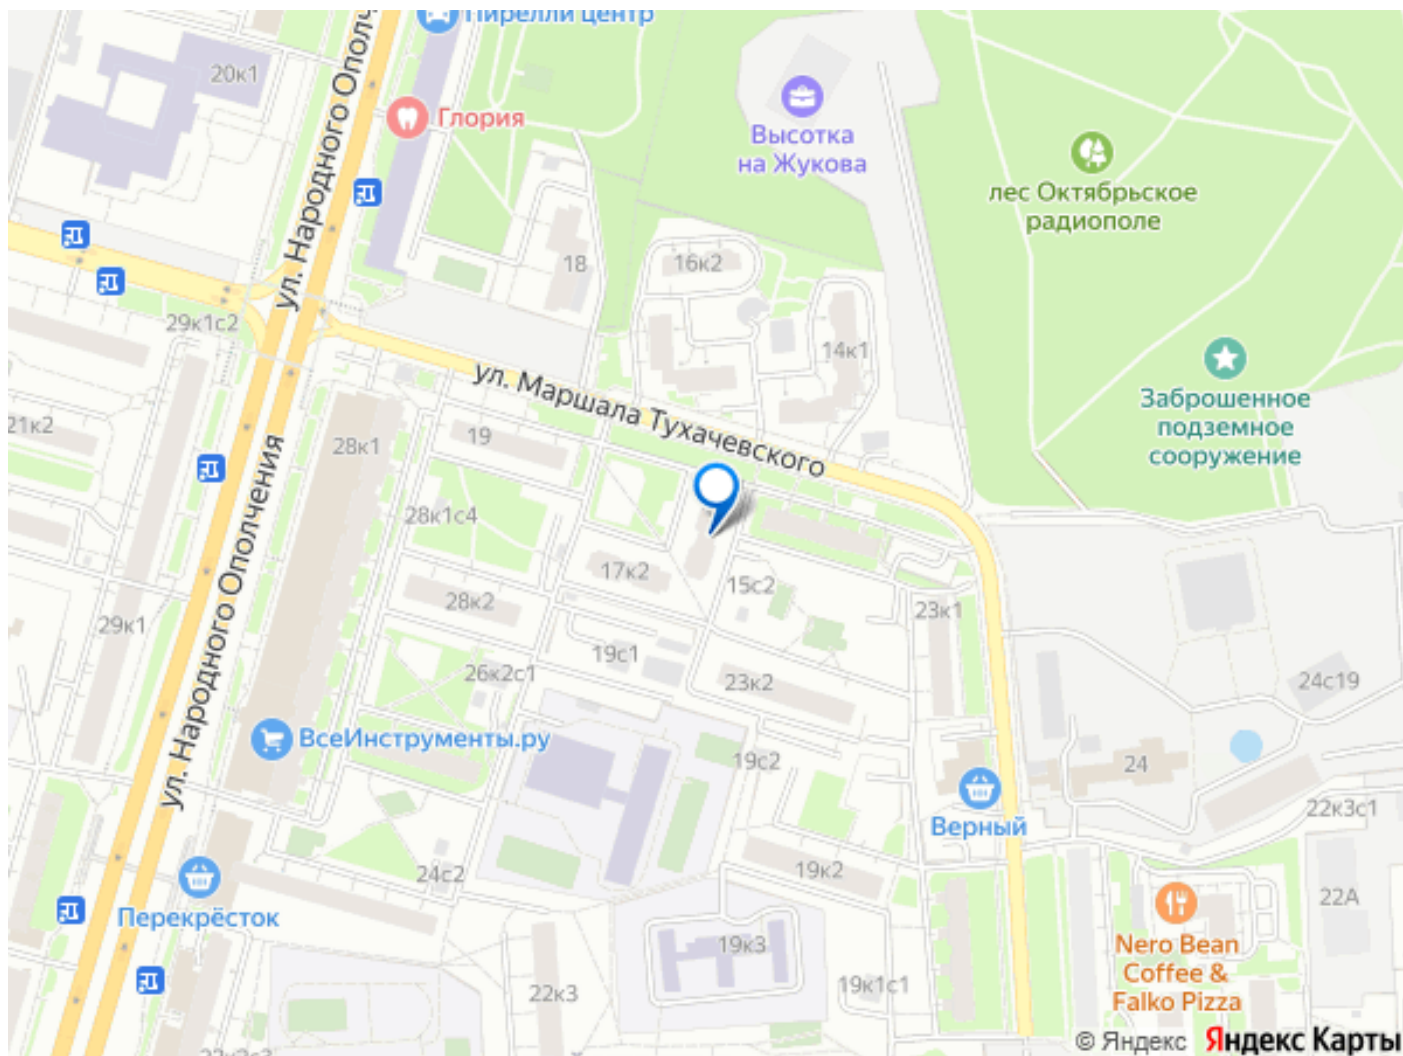 Пирелли центр
20к1
Глория
ул. Народного Ополч
Высотка
на Жукова
лес Октябрьское
радиополе
18
16к2
29к1с2
14к1
Заброшенное
подземное
сооружение
ул. Маршала Тухачевского
21к2
28к1
19
28к1с4
17к2
15с2
28к2
23к1
29к1
ул. Народного Ополчения
19с1
26к2с1
23к2
24с19
ВсеИнструменты.ру
19с2
24
Верный
22к3с1
24с2
19к2
Перекрёсток
22А
19к3
Nero Bean
Coffee &
Falko Pizza
22к3
19к1с1
© Яндекс Яндекс Карты